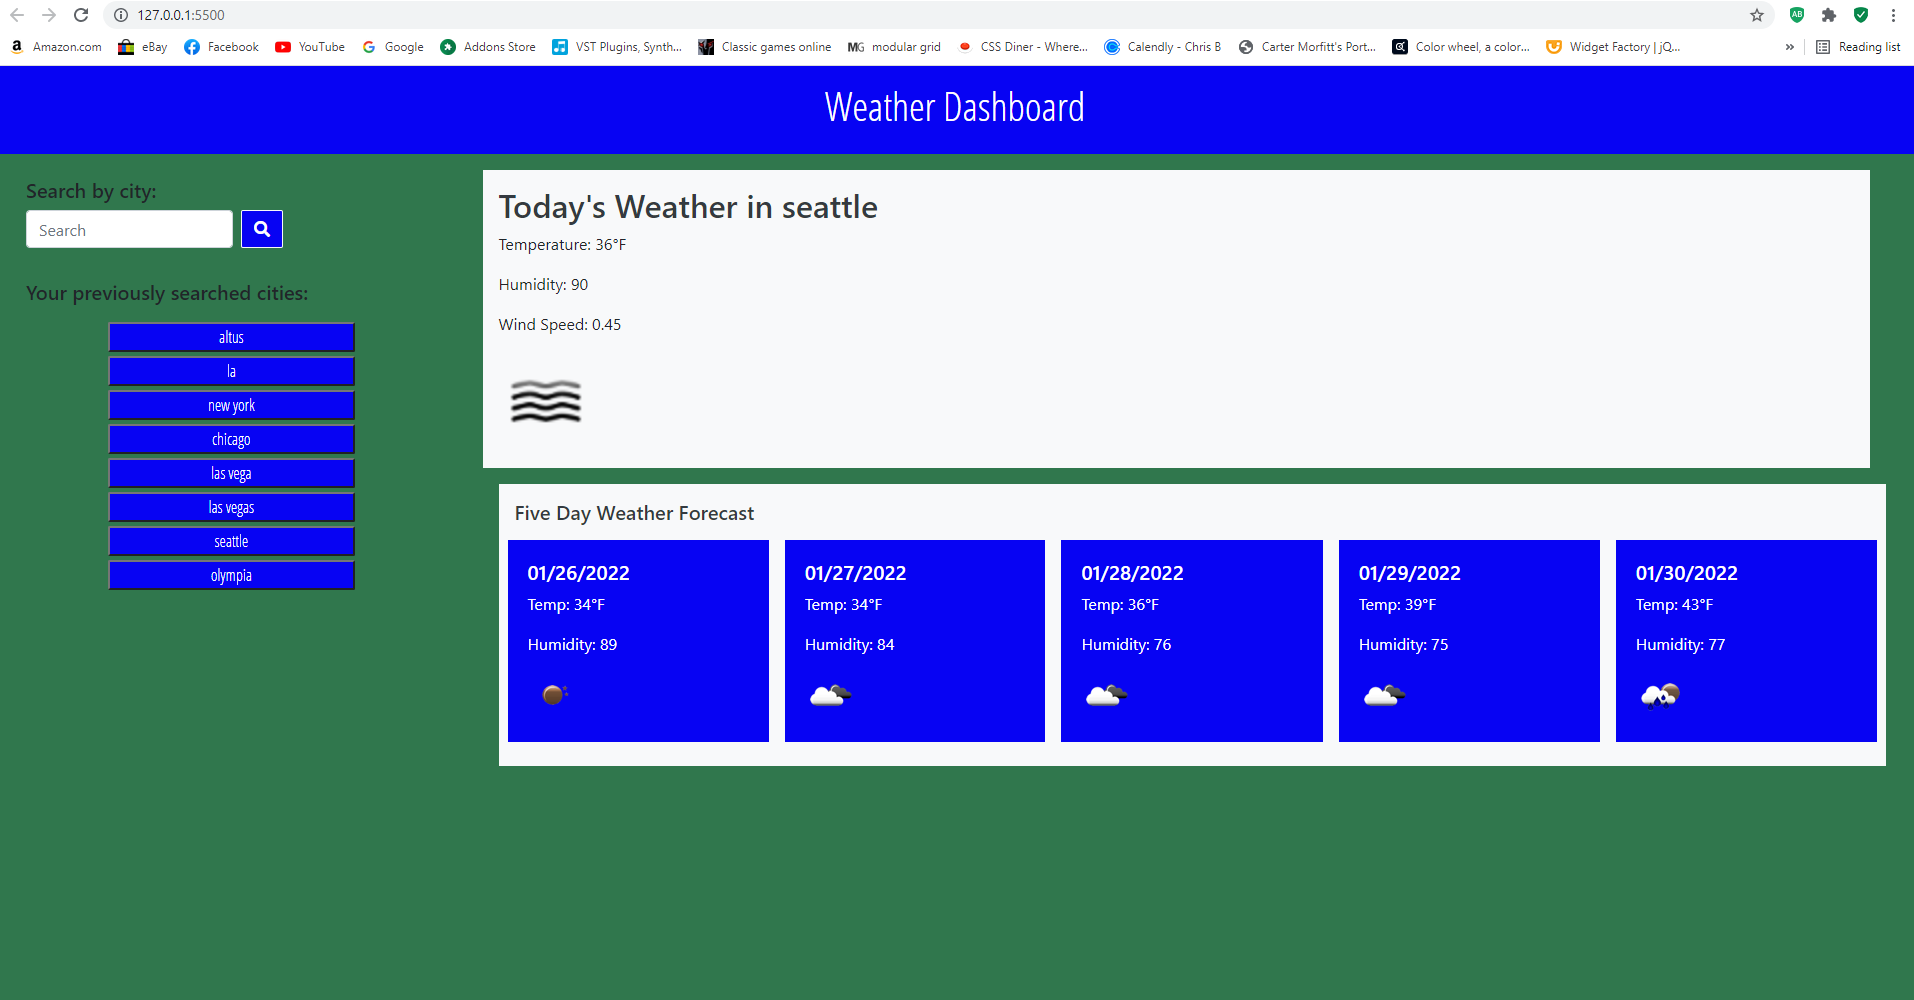 127.0.0.1:5500
Amazon.com eBay Facebook YouTube Google Addons Store VST Plugins, Synth... Classic games online MG modular grid CSS Diner - Where... Calendly - Chris B Carter Morfitt's Port... Color wheel, a color... Widget Factory | jQ... » Reading list
Weather Dashboard
Search by city:
Search
Your previously searched cities:
altus
la
new york
chicago
las vega
las vegas
seattle
olympia
Today's Weather in seattle
Temperature: 36°F
Humidity: 90
Wind Speed: 0.45
Five Day Weather Forecast
01/26/2022
Temp: 34°F
Humidity: 89
01/27/2022
Temp: 34°F
Humidity: 84
01/28/2022
Temp: 36°F
Humidity: 76
01/29/2022
Temp: 39°F
Humidity: 75
01/30/2022
Temp: 43°F
Humidity: 77